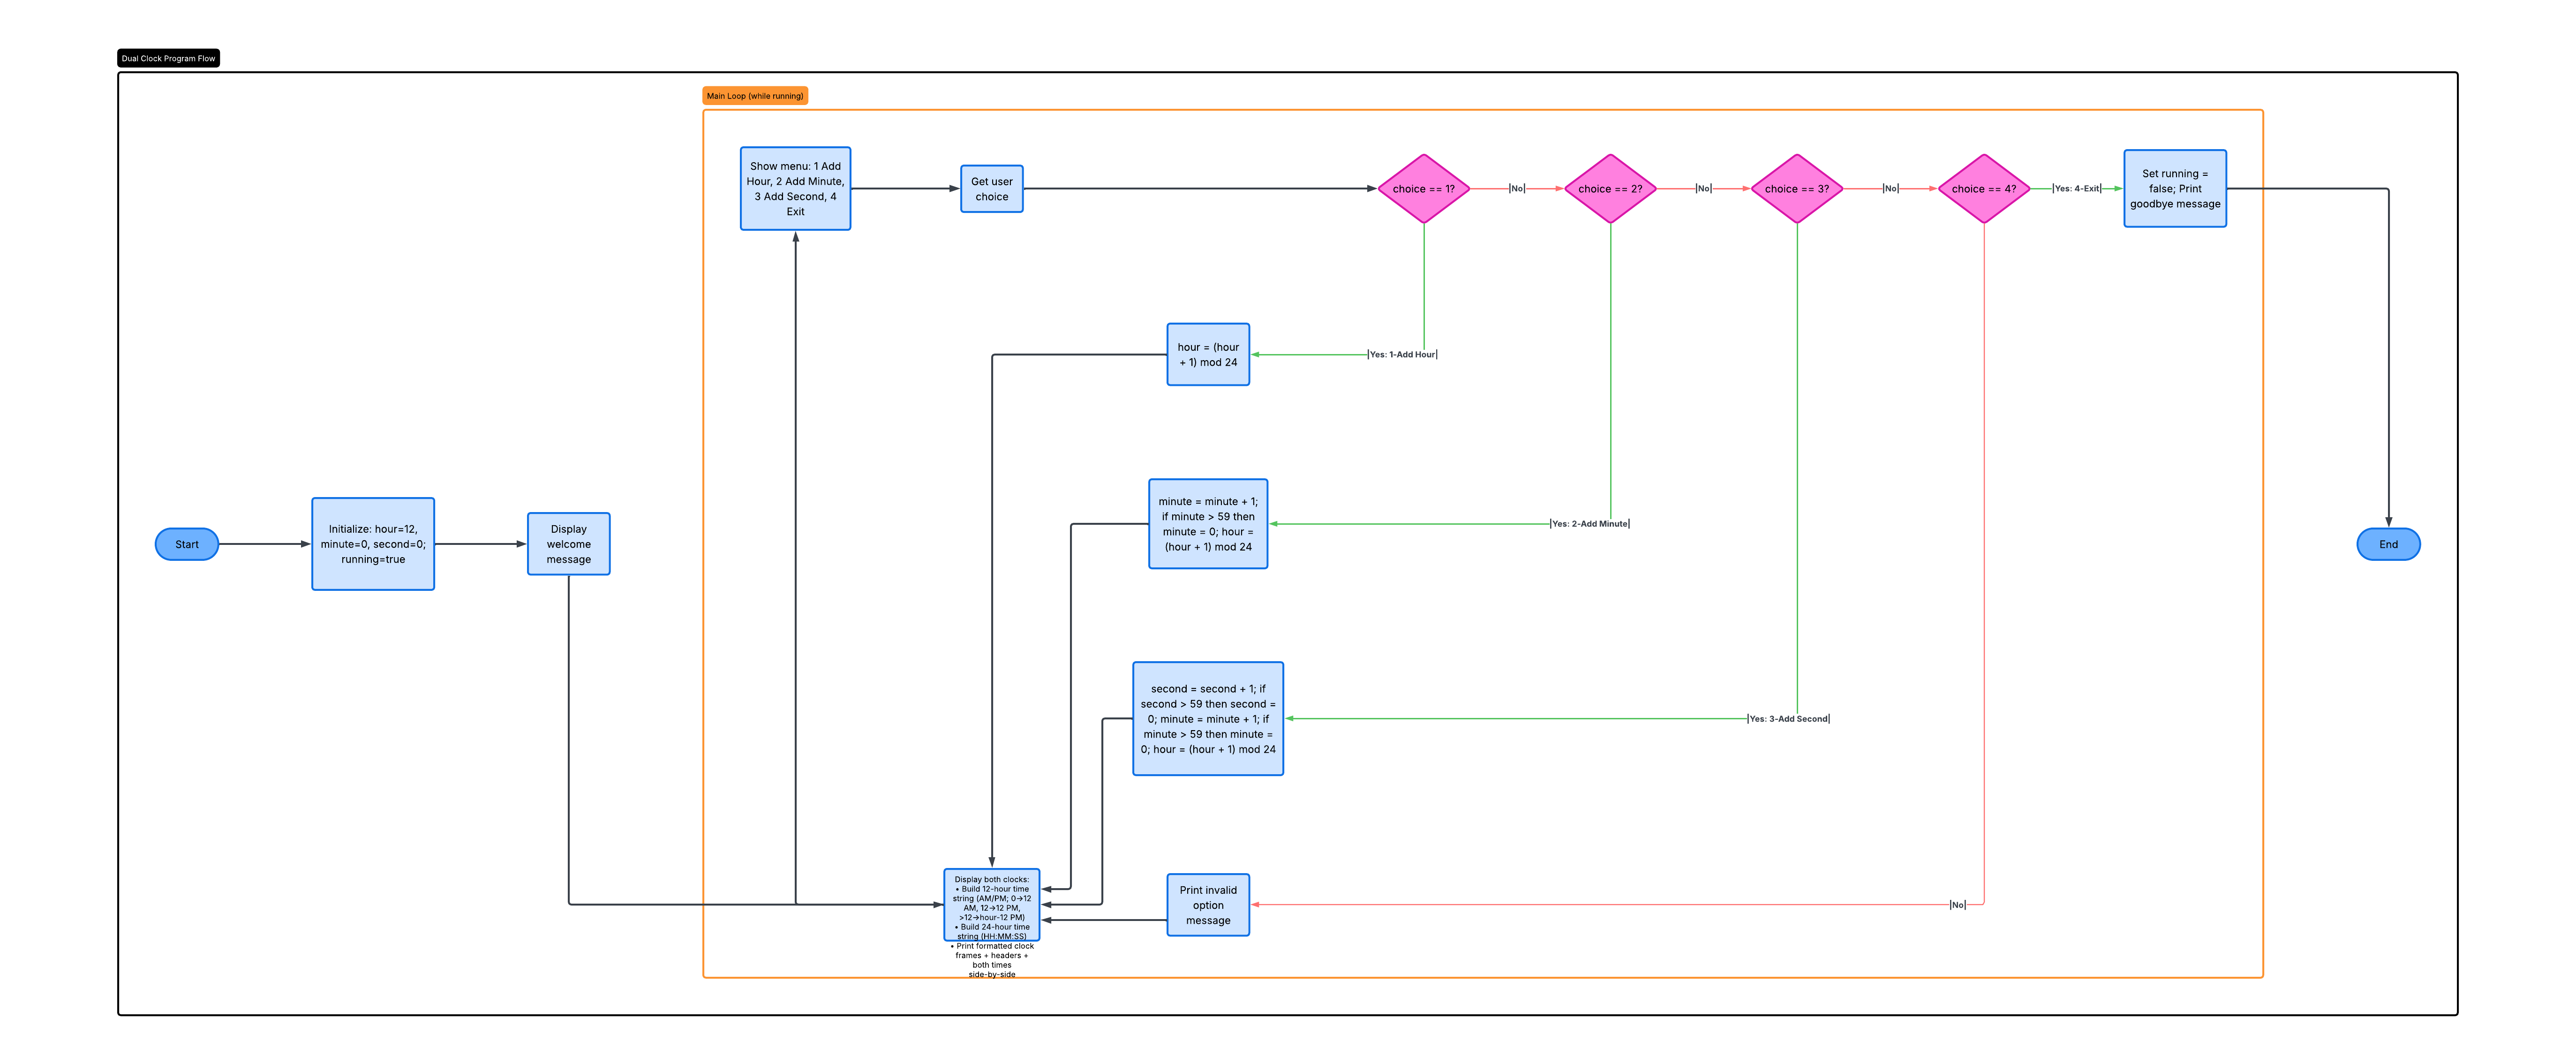 Dual Clock Program Flow
Main Loop (while running)
Show menu: 1 Add
Hour, 2 Add Minute,
3 Add Second, 4
Exit
Get user
choice
choice == 1?
|No|
choice == 2?
|No|
choice == 3?
|No|
choice == 4?
|Yes: 4-Exit|
Set running =
false; Print
goodbye message
hour = (hour
+ 1) mod 24
|Yes: 1-Add Hour|
minute = minute + 1;
if minute > 59 then
minute = 0; hour =
(hour + 1) mod 24
|Yes: 2-Add Minute|
Start
Initialize: hour=12,
minute=0, second=0;
running=true
Display
welcome
message
End
second = second + 1; if
second > 59 then second =
0; minute = minute + 1; if
minute > 59 then minute =
0; hour = (hour + 1) mod 24
|Yes: 3-Add Second|
Display both clocks:
• Build 12-hour time
string (AM/PM; 0→12
AM, 12→12 PM,
>12→hour-12 PM)
• Build 24-hour time
string (HH:MM:SS)
• Print formatted clock
frames + headers +
both times
side-by-side
Print invalid
option
message
|No|